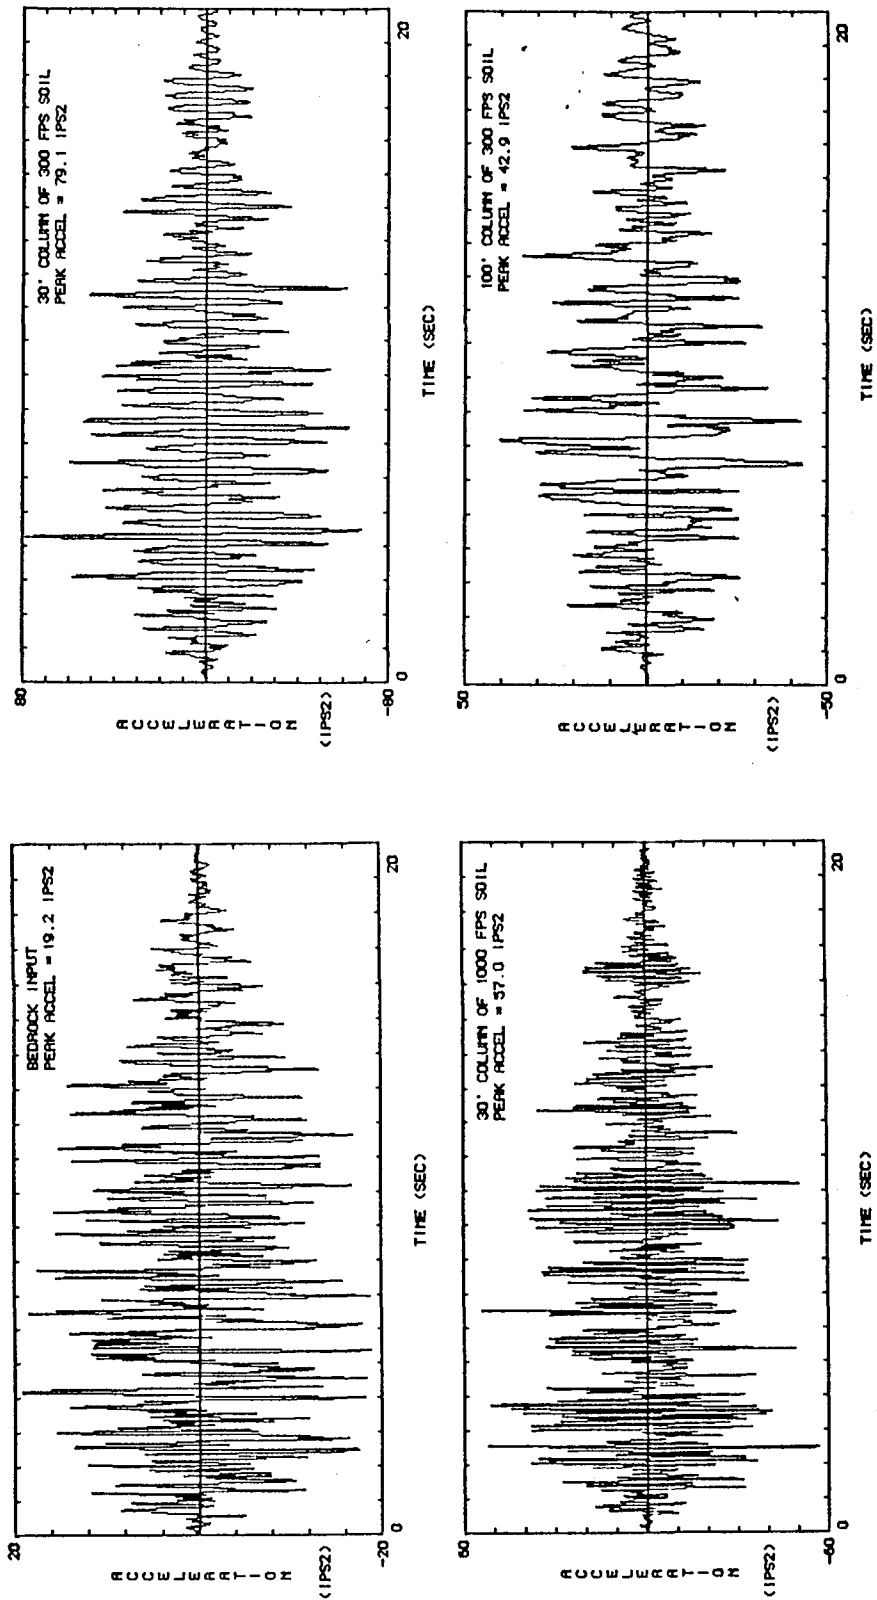 20
BEDROCK INPUT
PEAK ACCEL = 19.2 IPS2
ACCELERATION
(IPS2)
-20
0
20
TIME (SEC)
80
30' COLUMN OF 300 FPS SOIL
PEAK ACCEL = 79.1 IPS2
ACCELERATION
(IPS2)
-80
0
20
TIME (SEC)
60
30' COLUMN OF 1000 FPS SOIL
PEAK ACCEL = 57.0 IPS2
ACCELERATION
(IPS2)
-60
0
20
TIME (SEC)
50
100' COLUMN OF 300 FPS SOIL
PEAK ACCEL = 42.9 IPS2
ACCELERATION
(IPS2)
-50
0
20
TIME (SEC)